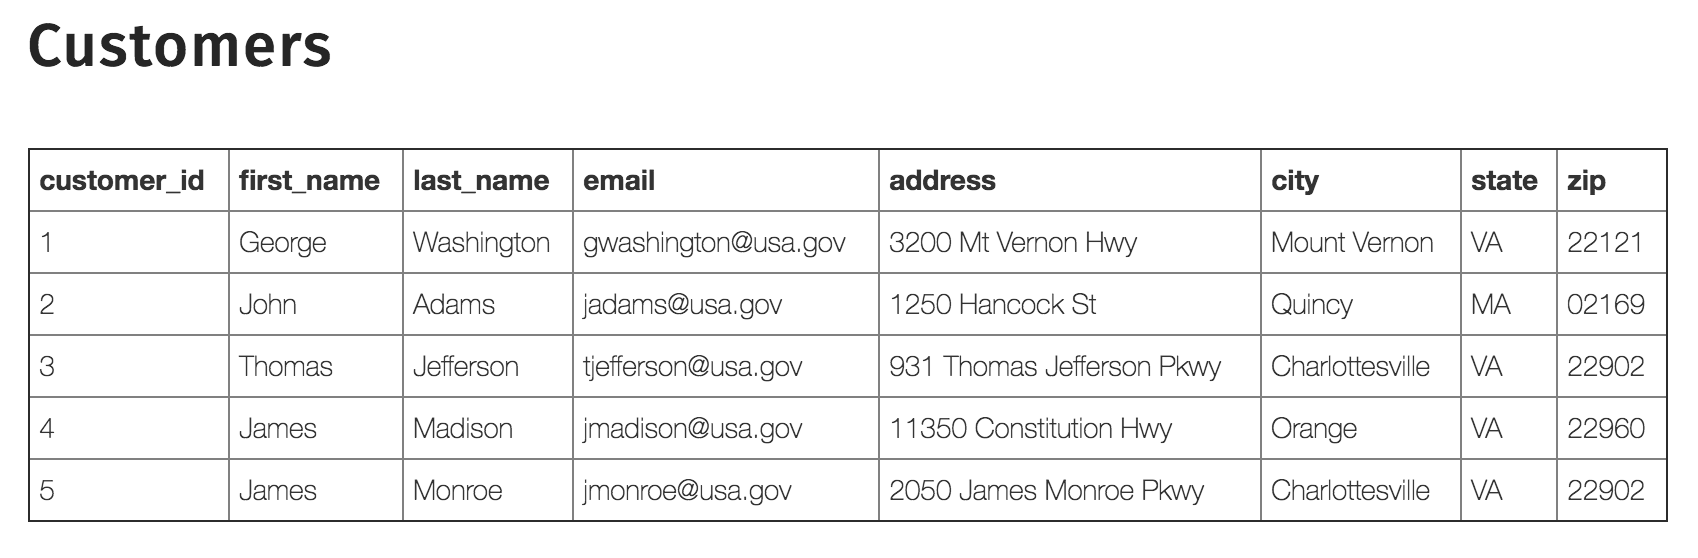 Customers
customer_id first_name last_name email address city state zip
1 George Washington gwashington@usa.gov 3200 Mt Vernon Hwy Mount Vernon VA 22121
2 John Adams jadams@usa.gov 1250 Hancock St Quincy MA 02169
3 Thomas Jefferson tjefferson@usa.gov 931 Thomas Jefferson Pkwy Charlottesville VA 22902
4 James Madison jmadison@usa.gov 11350 Constitution Hwy Orange VA 22960
5 James Monroe jmonroe@usa.gov 2050 James Monroe Pkwy Charlottesville VA 22902